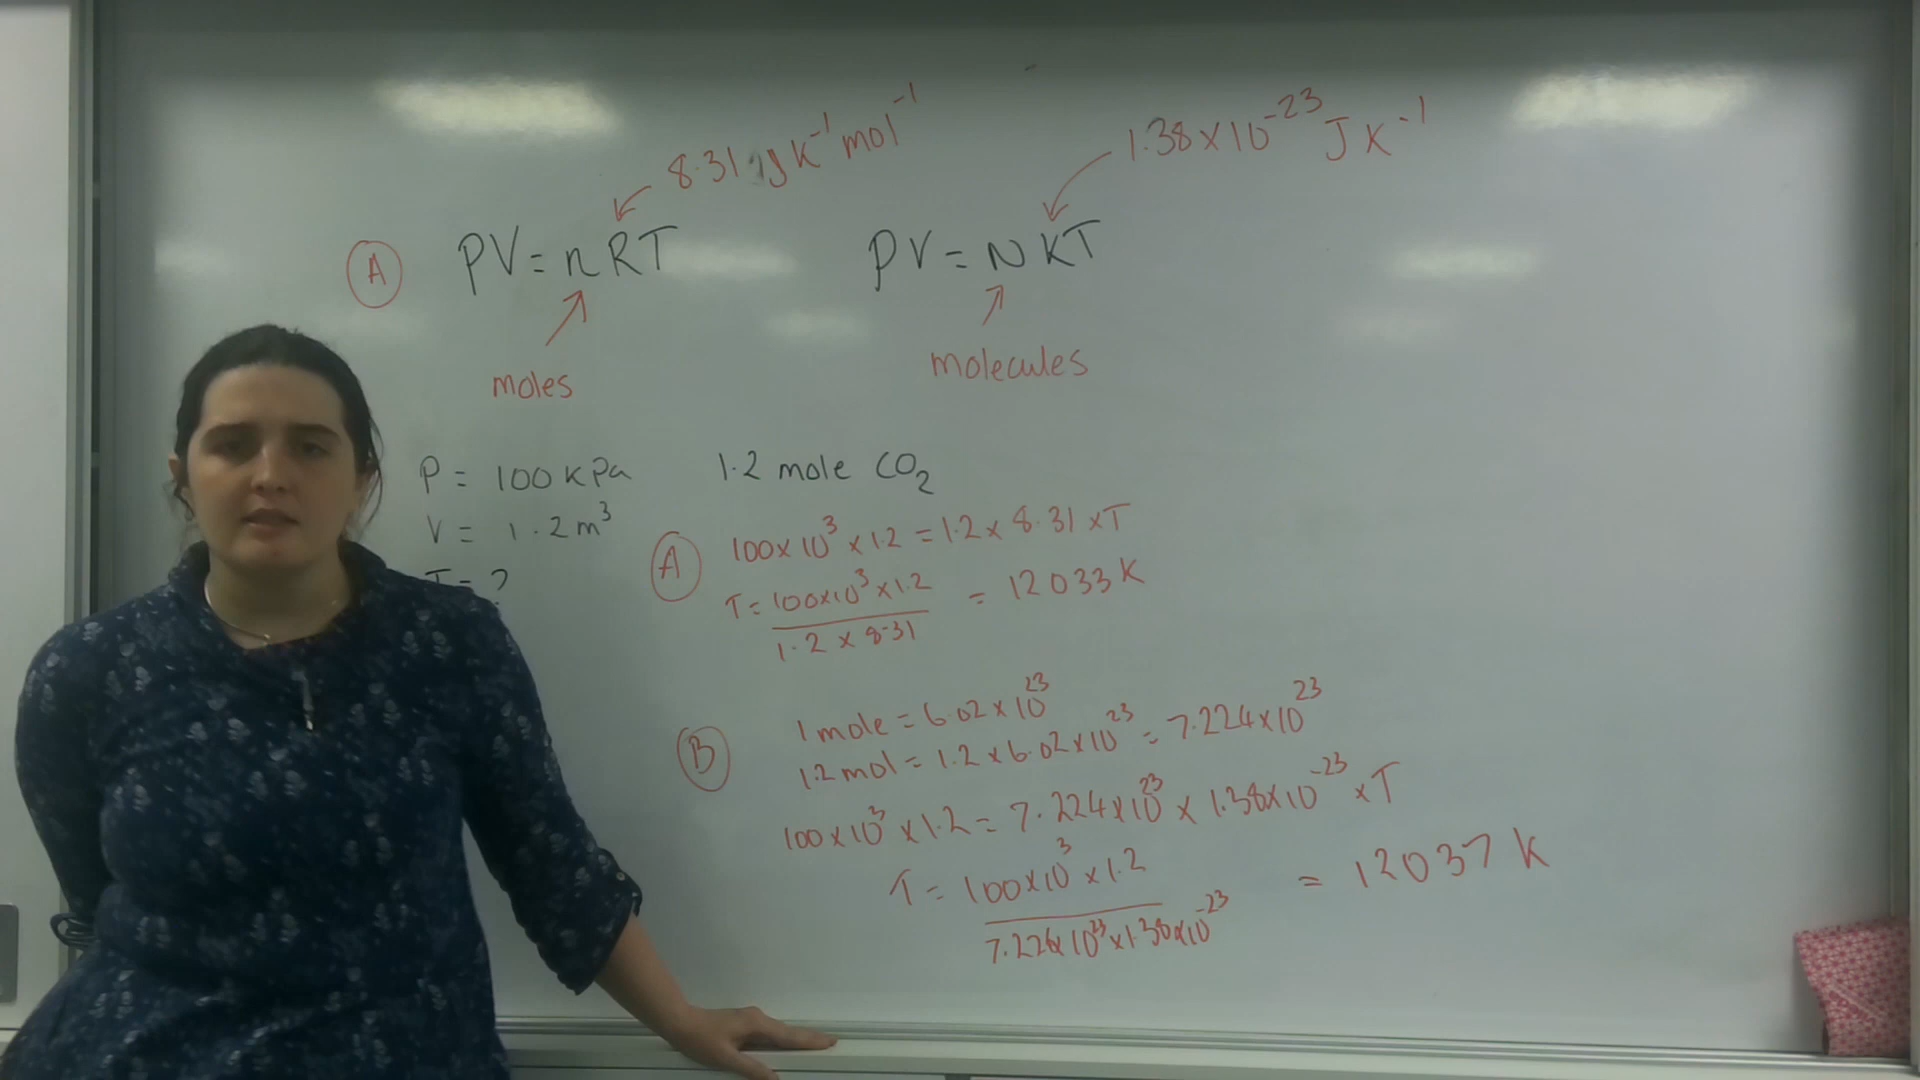 8.31 J K⁻¹ mol⁻¹
1.38 × 10⁻²³ J K⁻¹
A PV = nRT
PV = NKT
moles
molecules
P = 100 kPa
1.2 mole CO₂
V = 1.2 m³
T = ?
A 100 × 10³ × 1.2 = 1.2 × 8.31 × T
T = 100×10³ × 1.2 = 12033 K
1.2 × 8.31
B 1 mole = 6.02 × 10²³
1.2 mol = 1.2 × 6.02 × 10²³ = 7.224 × 10²³
100 × 10³ × 1.2 = 7.224×10²³ × 1.38×10⁻²³ × T
T = 100×10³ × 1.2 = 12037 K
7.224×10²³ × 1.38×10⁻²³